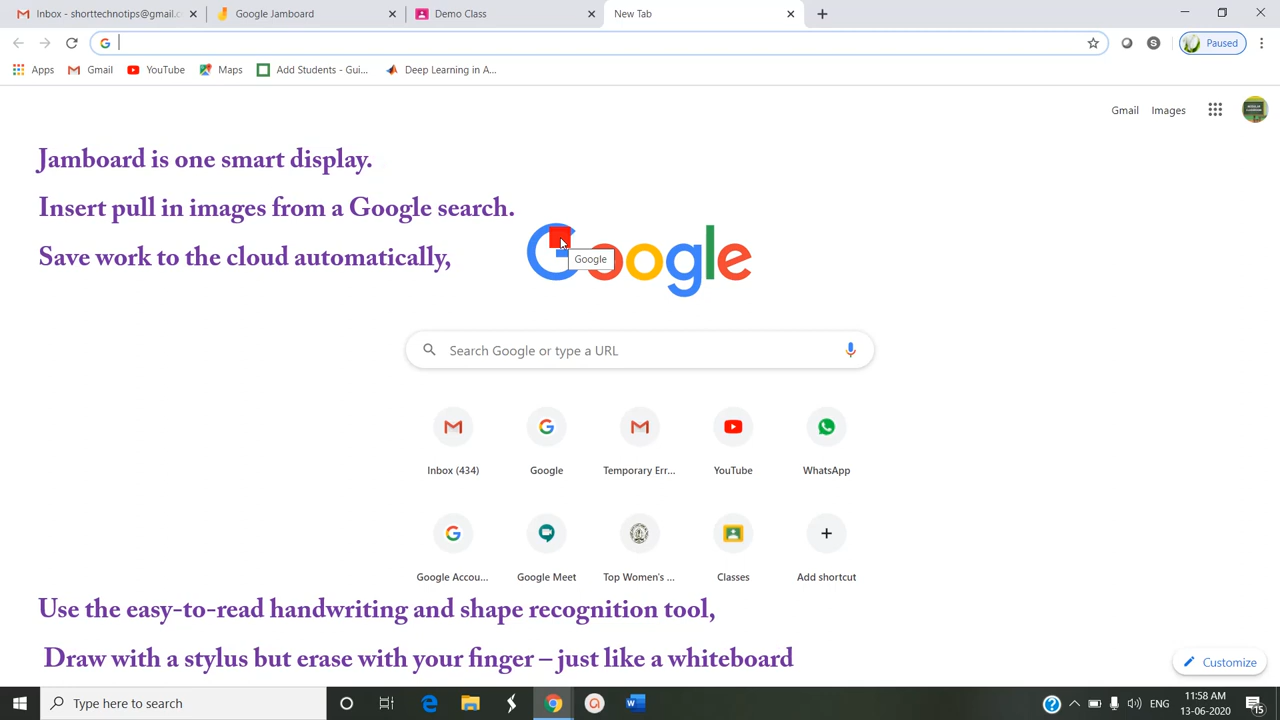 Inbox - shorttechnotips@gmail.c
Google Jamboard
Demo Class
New Tab
Paused
Apps
Gmail
YouTube
Maps
Add Students - Gui...
Deep Learning in A...
Gmail
Images
Jamboard is one smart display.
Insert pull in images from a Google search.
Save work to the cloud automatically,
Google
Google
Search Google or type a URL
Inbox (434)
Google
Temporary Err...
YouTube
WhatsApp
Google Accou...
Google Meet
Top Women's ...
Classes
Add shortcut
Use the easy-to-read handwriting and shape recognition tool,
Draw with a stylus but erase with your finger – just like a whiteboard
Customize
Type here to search
ENG
11:58 AM
13-06-2020
15